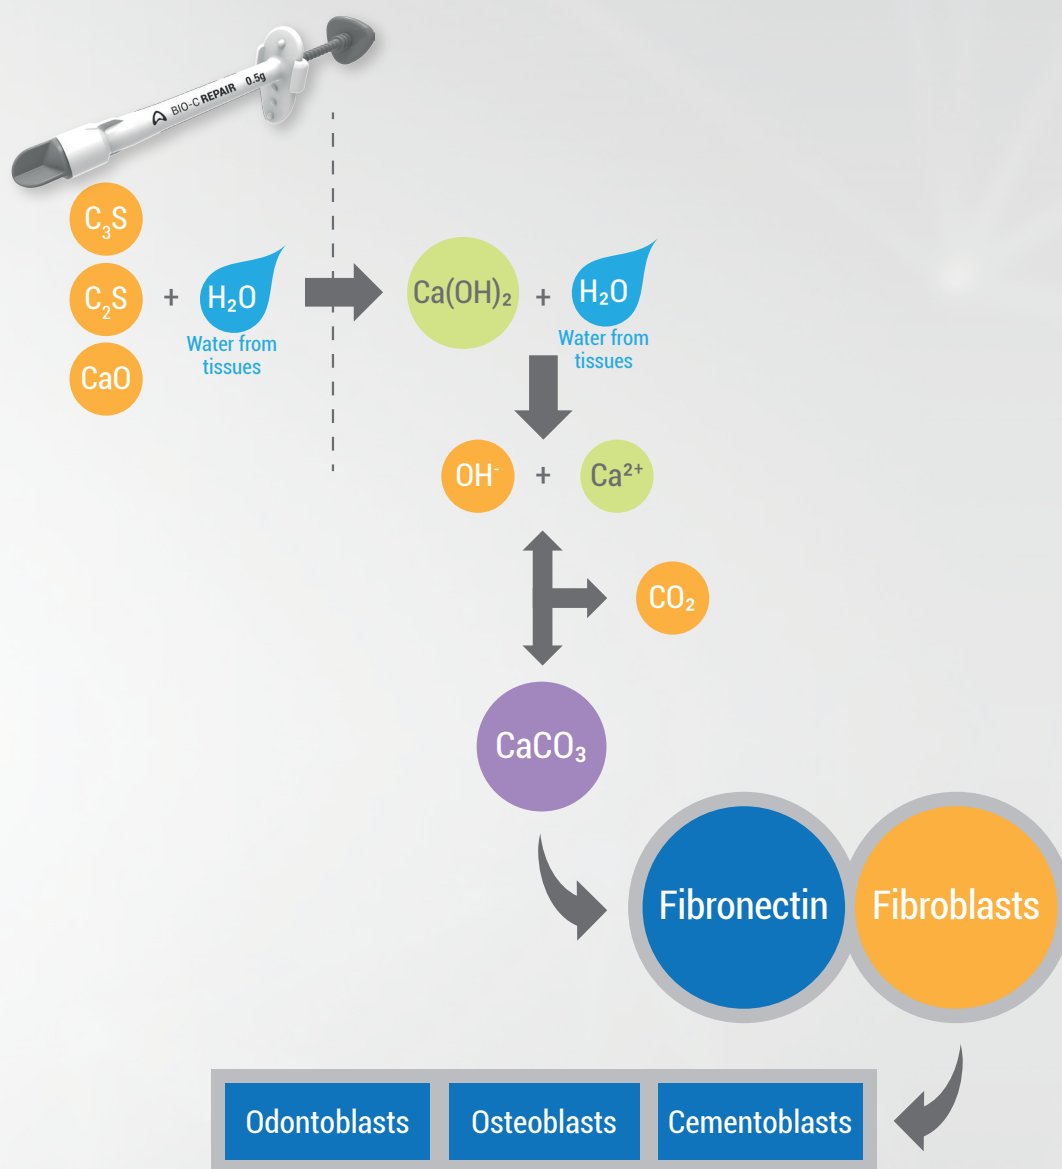 BIO-C REPAIR 0.5g
C₃S
C₂S
CaO
+
H₂O
Water from
tissues
Ca(OH)₂
+
H₂O
Water from
tissues
OH⁻
+
Ca²⁺
CO₂
CaCO₃
Fibronectin
Fibroblasts
Odontoblasts
Osteoblasts
Cementoblasts